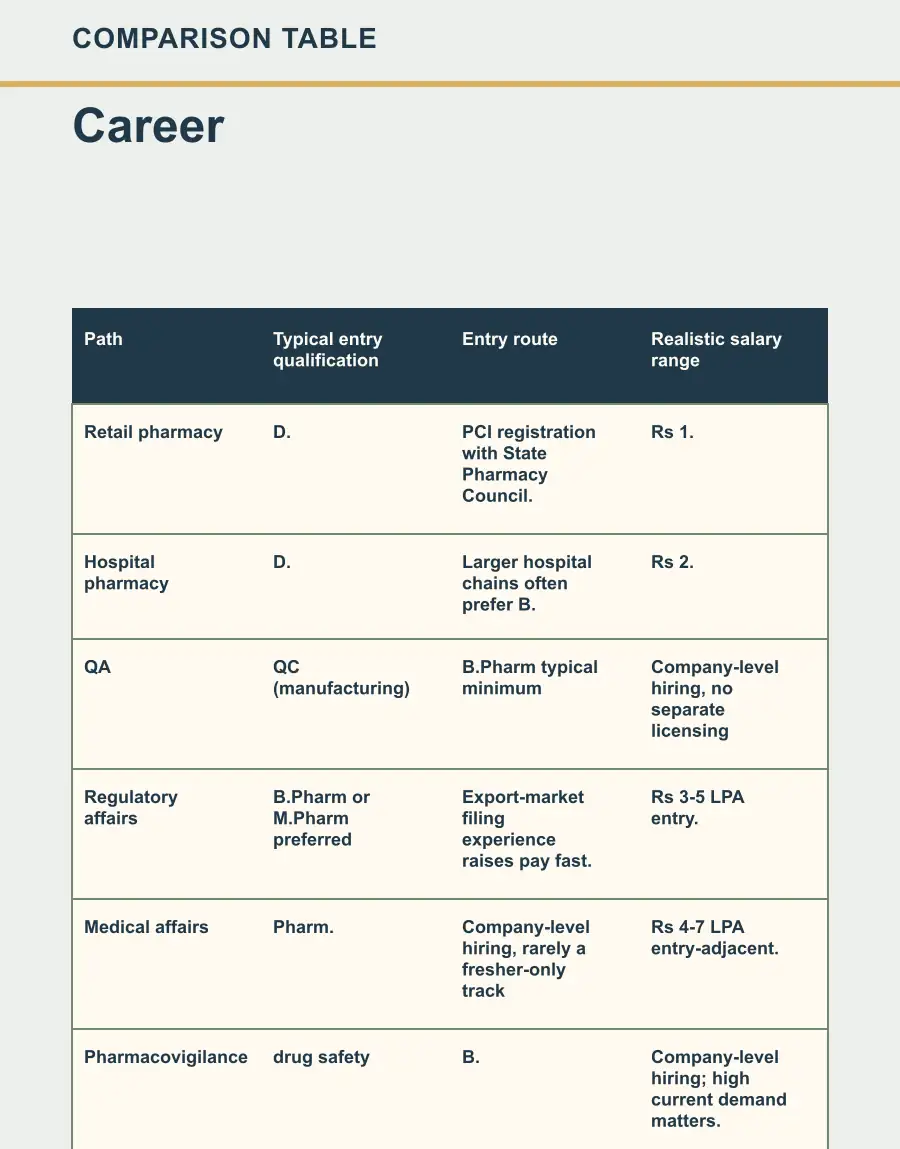 COMPARISON TABLE
Career
Path
Typical entry
qualification
Entry route
Realistic salary
range
Retail pharmacy
D.
PCI registration
with State
Pharmacy
Council.
Rs 1.
Hospital
pharmacy
D.
Larger hospital
chains often
prefer B.
Rs 2.
QA
QC
(manufacturing)
B.Pharm typical
minimum
Company-level
hiring, no
separate
licensing
Regulatory
affairs
B.Pharm or
M.Pharm
preferred
Export-market
filing
experience
raises pay fast.
Rs 3-5 LPA
entry.
Medical affairs
Pharm.
Company-level
hiring, rarely a
fresher-only
track
Rs 4-7 LPA
entry-adjacent.
Pharmacovigilance
drug safety
B.
Company-level
hiring; high
current demand
matters.